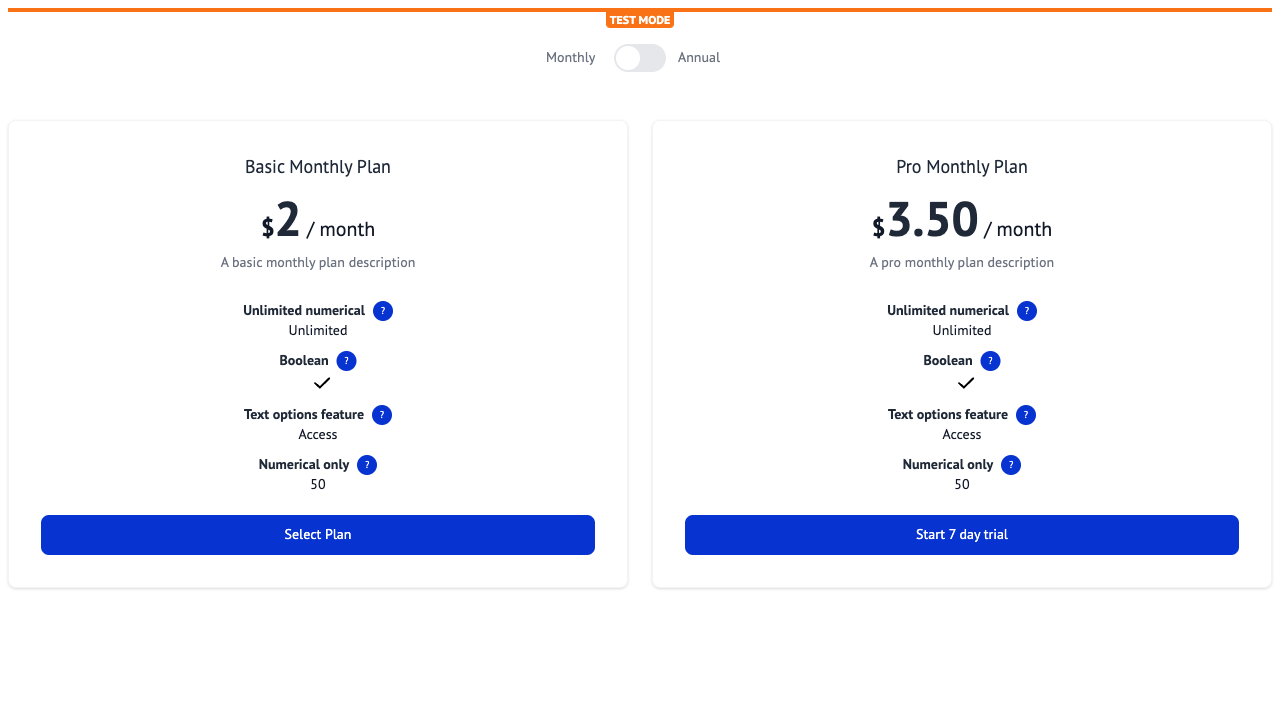 TEST MODE
Monthly Annual
Basic Monthly Plan
$2 / month
A basic monthly plan description
Unlimited numerical ?
Unlimited
Boolean ?
Text options feature ?
Access
Numerical only ?
50
Select Plan
Pro Monthly Plan
$3.50 / month
A pro monthly plan description
Unlimited numerical ?
Unlimited
Boolean ?
Text options feature ?
Access
Numerical only ?
50
Start 7 day trial